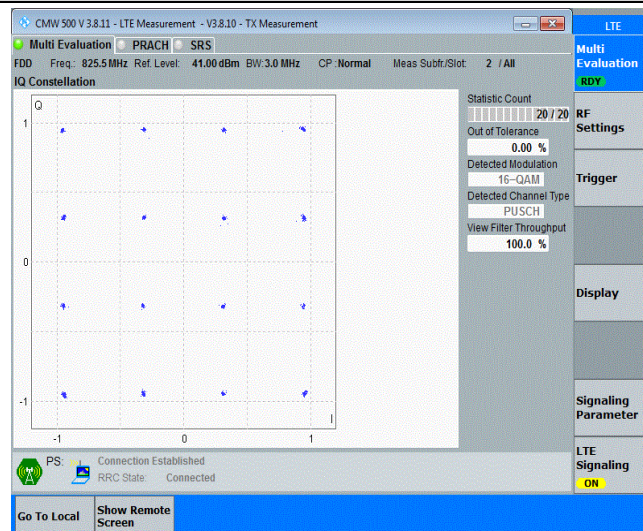 CMW 500 V 3.8.11 - LTE Measurement - V3.8.10 - TX Measurement
LTE
Multi Evaluation PRACH SRS
Multi
Evaluation
RDY
FDD Freq.: 825.5 MHz Ref. Level: 41.00 dBm BW: 3.0 MHz CP: Normal Meas Subfr./Slot: 2 / All
IQ Constellation
Q
1
0
-1
-1 0 1
I
Statistic Count
20 / 20
Out of Tolerance
0.00 %
Detected Modulation
16-QAM
Detected Channel Type
PUSCH
View Filter Throughput
100.0 %
RF
Settings
Trigger
Display
Signaling
Parameter
LTE
Signaling
ON
PS: Connection Established
RRC State: Connected
Go To Local
Show Remote
Screen